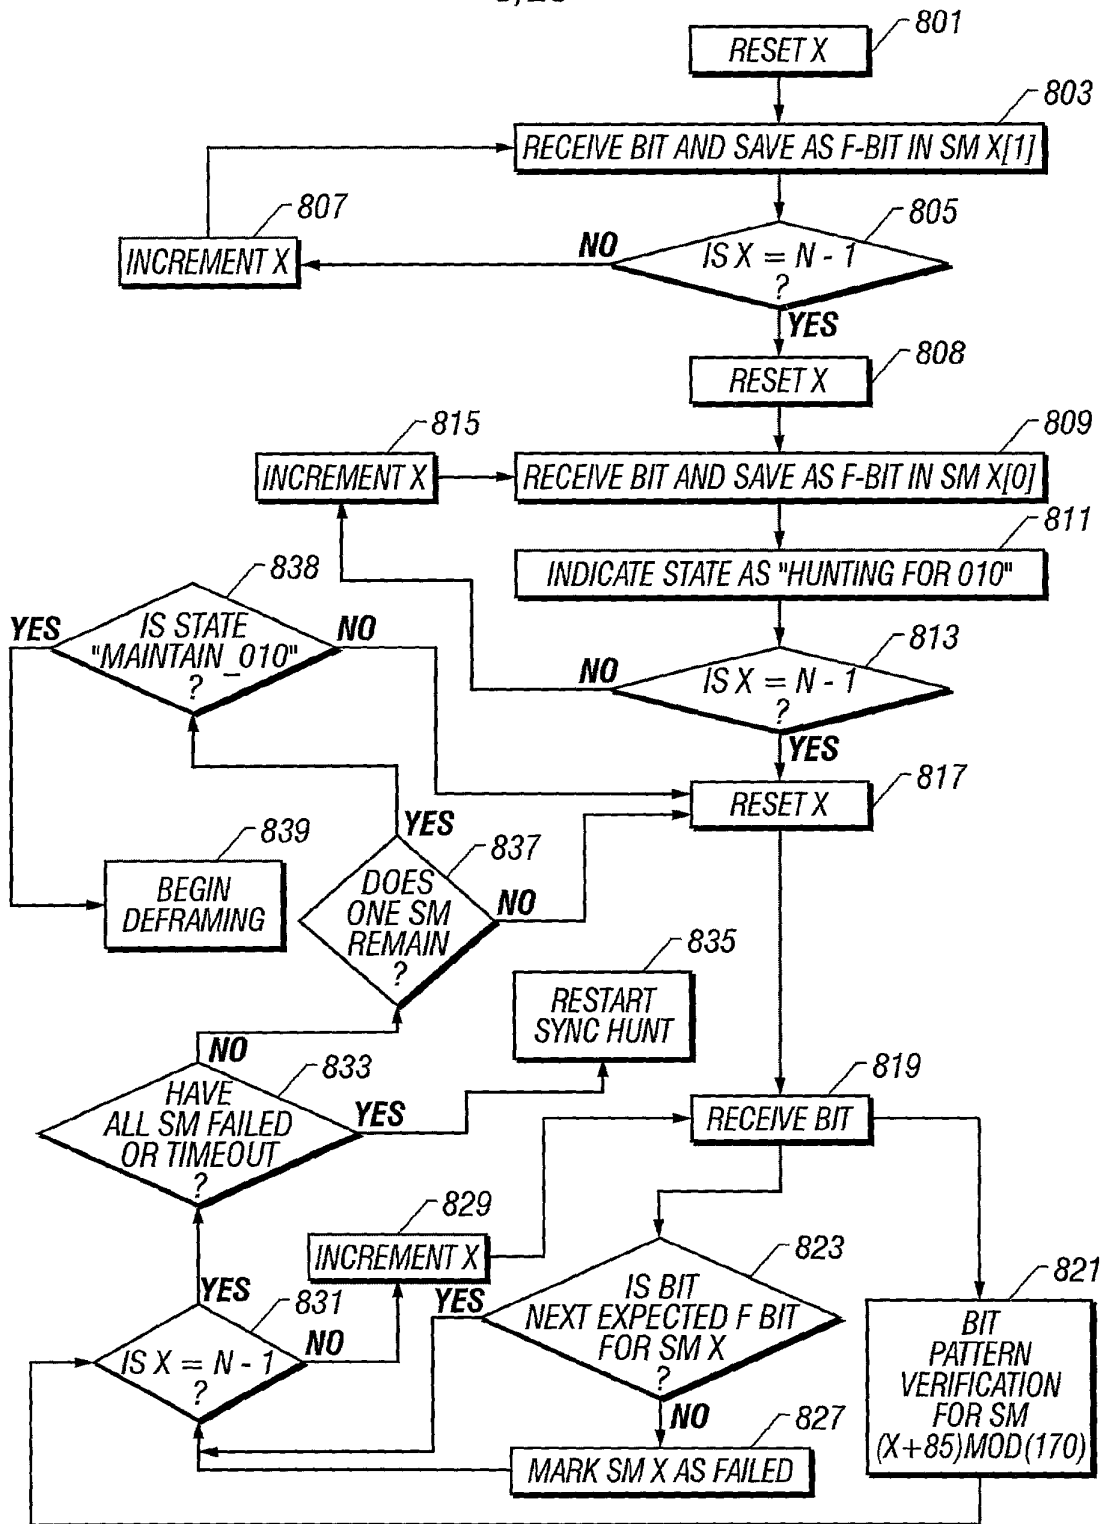 RESET X
801
RECEIVE BIT AND SAVE AS F-BIT IN SM X[1]
803
INCREMENT X
807
NO
IS X = N - 1
?
805
YES
RESET X
808
INCREMENT X
815
RECEIVE BIT AND SAVE AS F-BIT IN SM X[0]
809
INDICATE STATE AS "HUNTING FOR 010"
811
YES
IS STATE
"MAINTAIN_010"
?
838
NO
NO
IS X = N - 1
?
813
YES
RESET X
817
BEGIN
DEFRAMING
839
YES
DOES
ONE SM
REMAIN
?
837
NO
RESTART
SYNC HUNT
835
NO
HAVE
ALL SM FAILED
OR TIMEOUT
?
833
YES
RECEIVE BIT
819
INCREMENT X
829
YES
IS BIT
NEXT EXPECTED F BIT
FOR SM X
?
823
NO
BIT
PATTERN
VERIFICATION
FOR SM
(X+85)MOD(170)
821
YES
IS X = N - 1
?
831
NO
MARK SM X AS FAILED
827